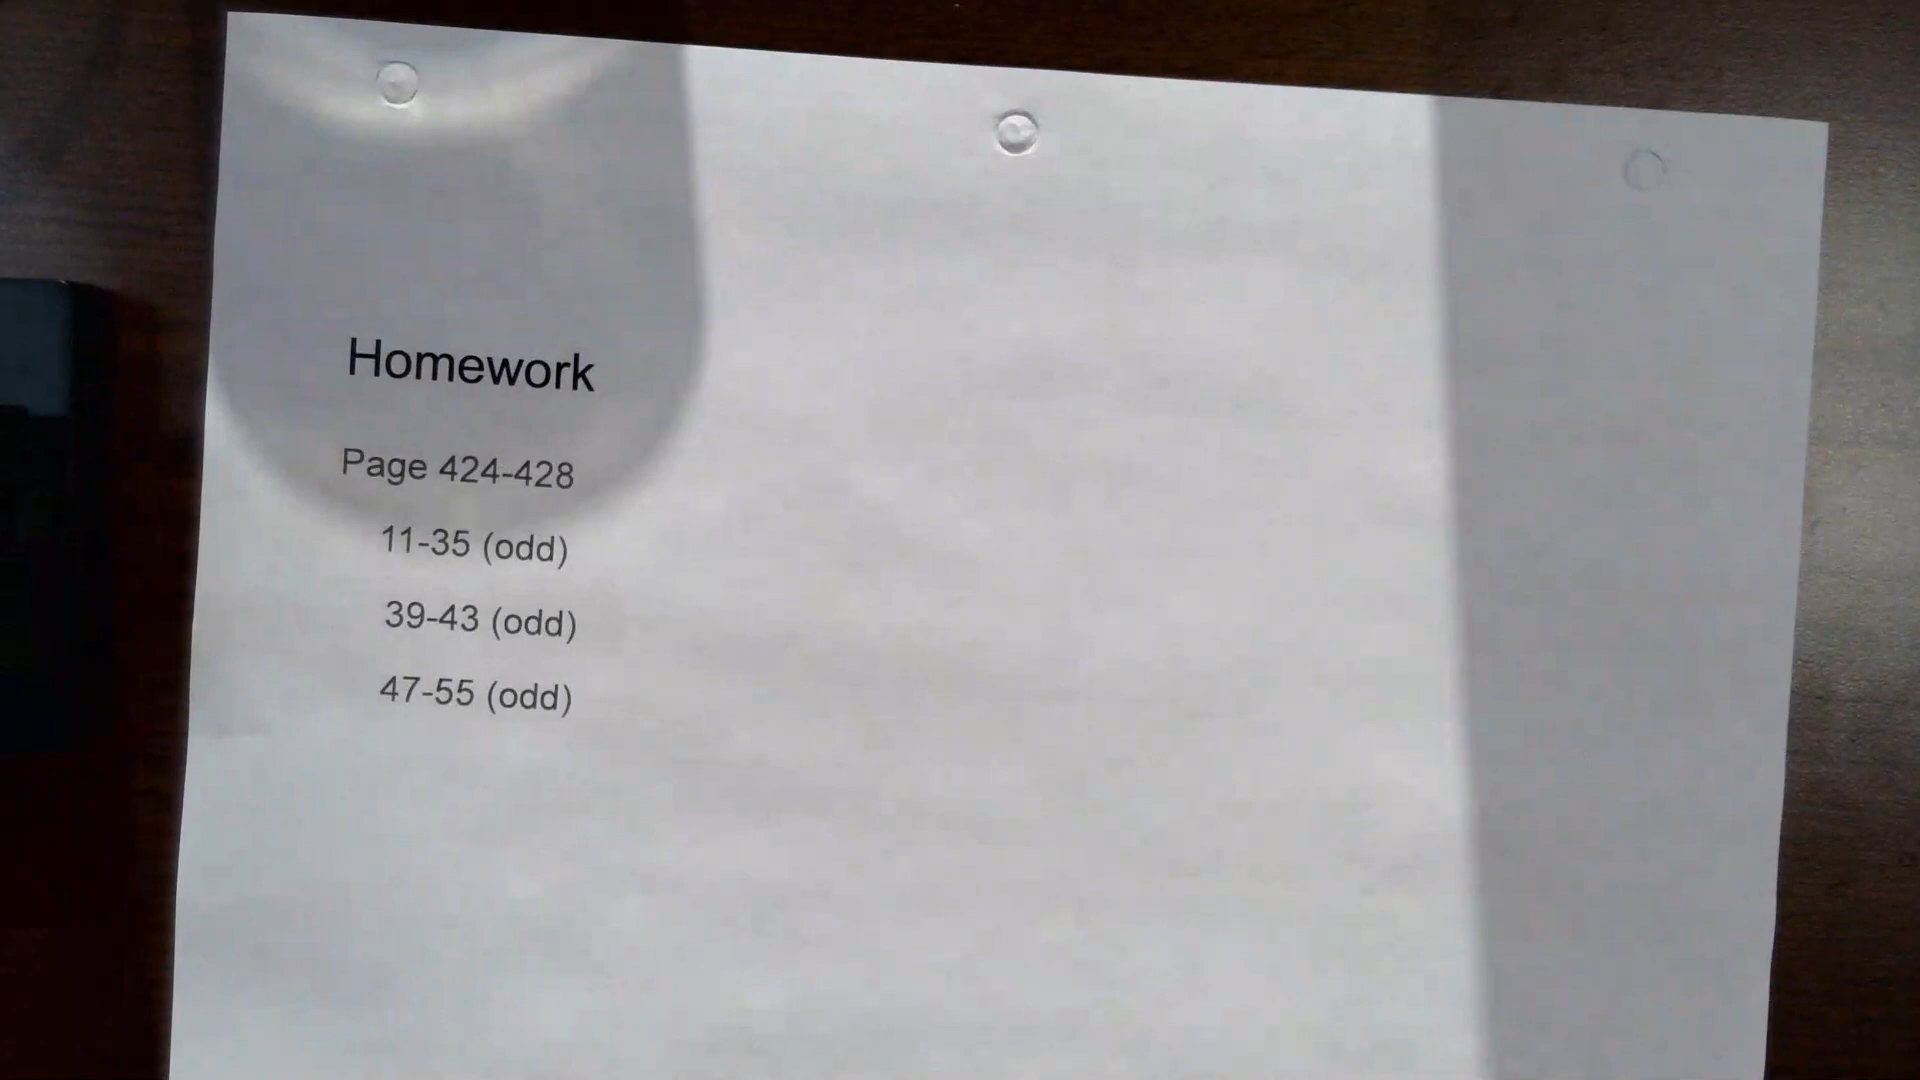 Homework
Page 424-428
11-35 (odd)
39-43 (odd)
47-55 (odd)